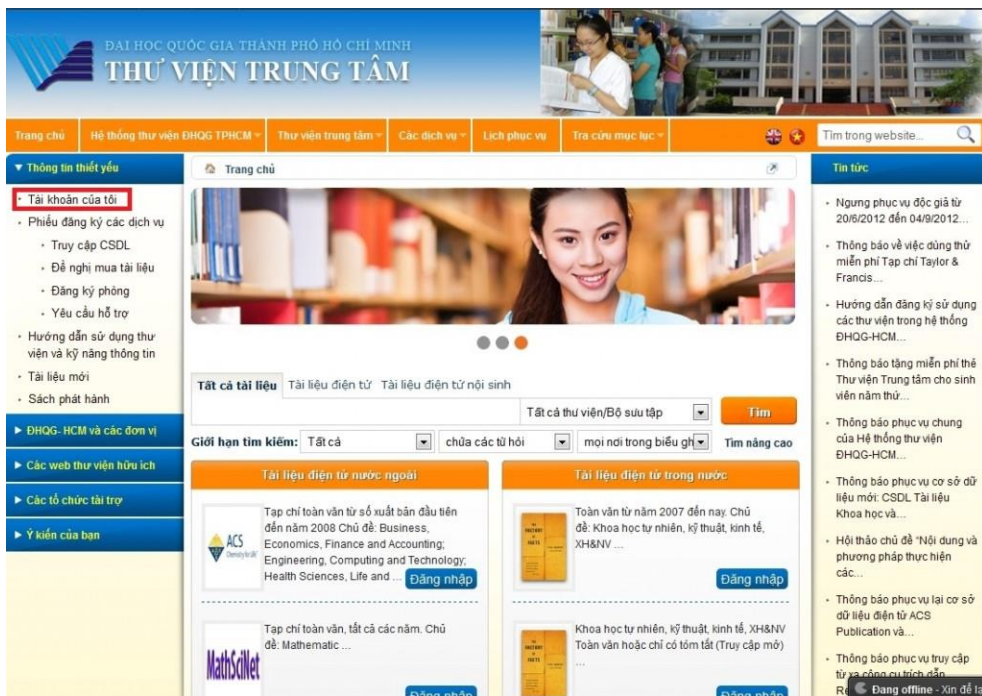 ĐẠI HỌC QUỐC GIA THÀNH PHỐ HỒ CHÍ MINH
THƯ VIỆN TRUNG TÂM
Trang chủ
Hệ thống thư viện ĐHQG TPHCM
Thư viện trung tâm
Các dịch vụ
Lịch phục vụ
Tra cứu mục lục
Tìm trong website...
Thông tin thiết yếu
Tài khoản của tôi
Phiếu đăng ký các dịch vụ
Truy cập CSDL
Đề nghị mua tài liệu
Đăng ký phòng
Yêu cầu hỗ trợ
Hướng dẫn sử dụng thư
viện và kỹ năng thông tin
Tài liệu mới
Sách phát hành
ĐHQG- HCM và các đơn vị
Các web thư viện hữu ích
Các tổ chức tài trợ
Ý kiến của bạn
Trang chủ
Tất cả tài liệu
Tài liệu điện tử
Tài liệu điện tử nội sinh
Tất cả thư viện/Bộ sưu tập
Tìm
Giới hạn tìm kiếm:
Tất cả
chứa các từ hỏi
mọi nơi trong biểu gh
Tìm nâng cao
Tài liệu điện tử nước ngoài
ACS
Tạp chí toàn văn từ số xuất bản đầu tiên
đến năm 2008 Chủ đề: Business,
Economics, Finance and Accounting;
Engineering, Computing and Technology;
Health Sciences, Life and ...
Đăng nhập
MathSciNet
Tạp chí toàn văn, tất cả các năm. Chủ
đề: Mathematic ...
Đăng nhập
Tài liệu điện tử trong nước
Toàn văn từ năm 2007 đến nay. Chủ
đề: Khoa học tự nhiên, kỹ thuật, kinh tế,
XH&NV ...
Đăng nhập
Khoa học tự nhiên, kỹ thuật, kinh tế, XH&NV
Toàn văn hoặc chỉ có tóm tắt (Truy cập mở)
...
Đăng nhập
Tin tức
Ngưng phục vụ độc giả từ
20/6/2012 đến 04/9/2012...
Thông báo về việc dùng thử
miễn phí Tạp chí Taylor &
Francis...
Hướng dẫn đăng ký sử dụng
các thư viện trong hệ thống
ĐHQG-HCM...
Thông báo tặng miễn phí thẻ
Thư viện Trung tâm cho sinh
viên năm thứ...
Thông báo phục vụ chung
của Hệ thống thư viện
ĐHQG-HCM...
Thông báo phục vụ cơ sở dữ
liệu mới: CSDL Tài liệu
Khoa học và...
Hội thảo chủ đề "Nội dung và
phương pháp thực hiện
các...
Thông báo phục vụ lại cơ sở
dữ liệu điện tử ACS
Publication và...
Thông báo phục vụ truy cập
từ xa công cụ trích dẫn
Đang offline - Xin để lạ